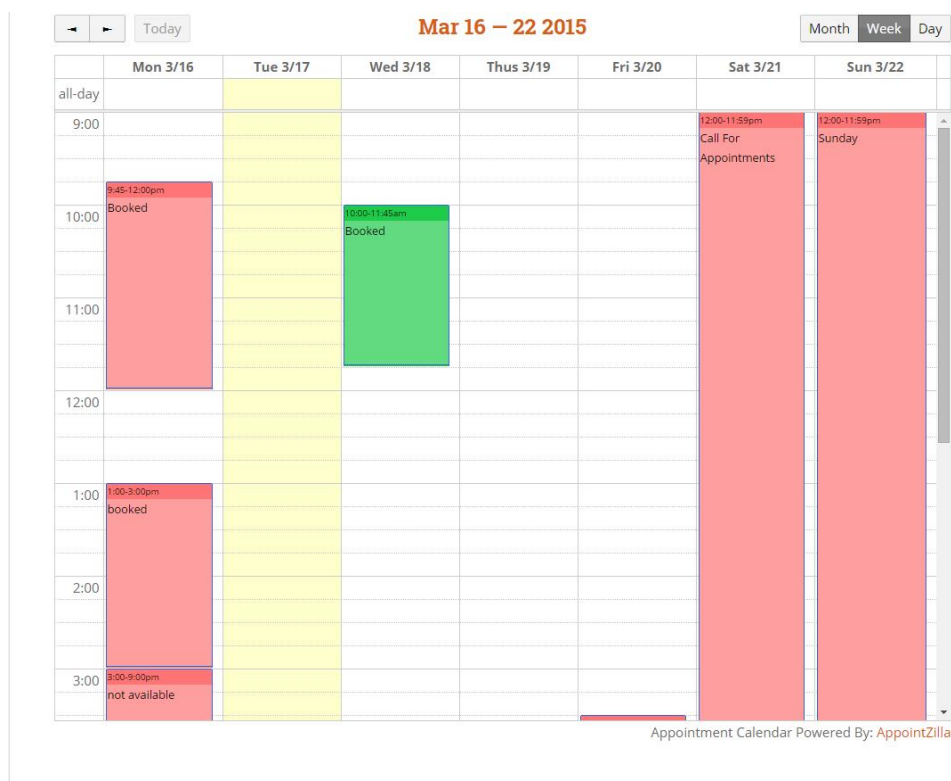 ◄ ► Today Mar 16 — 22 2015 Month Week Day
Mon 3/16 Tue 3/17 Wed 3/18 Thus 3/19 Fri 3/20 Sat 3/21 Sun 3/22
all-day
9:00
12:00-11:59pm
Call For
Appointments
12:00-11:59pm
Sunday
9:45-12:00pm
Booked
10:00
10:00-11:45am
Booked
11:00
12:00
1:00
1:00-3:00pm
booked
2:00
3:00
3:00-9:00pm
not available
Appointment Calendar Powered By: AppointZilla